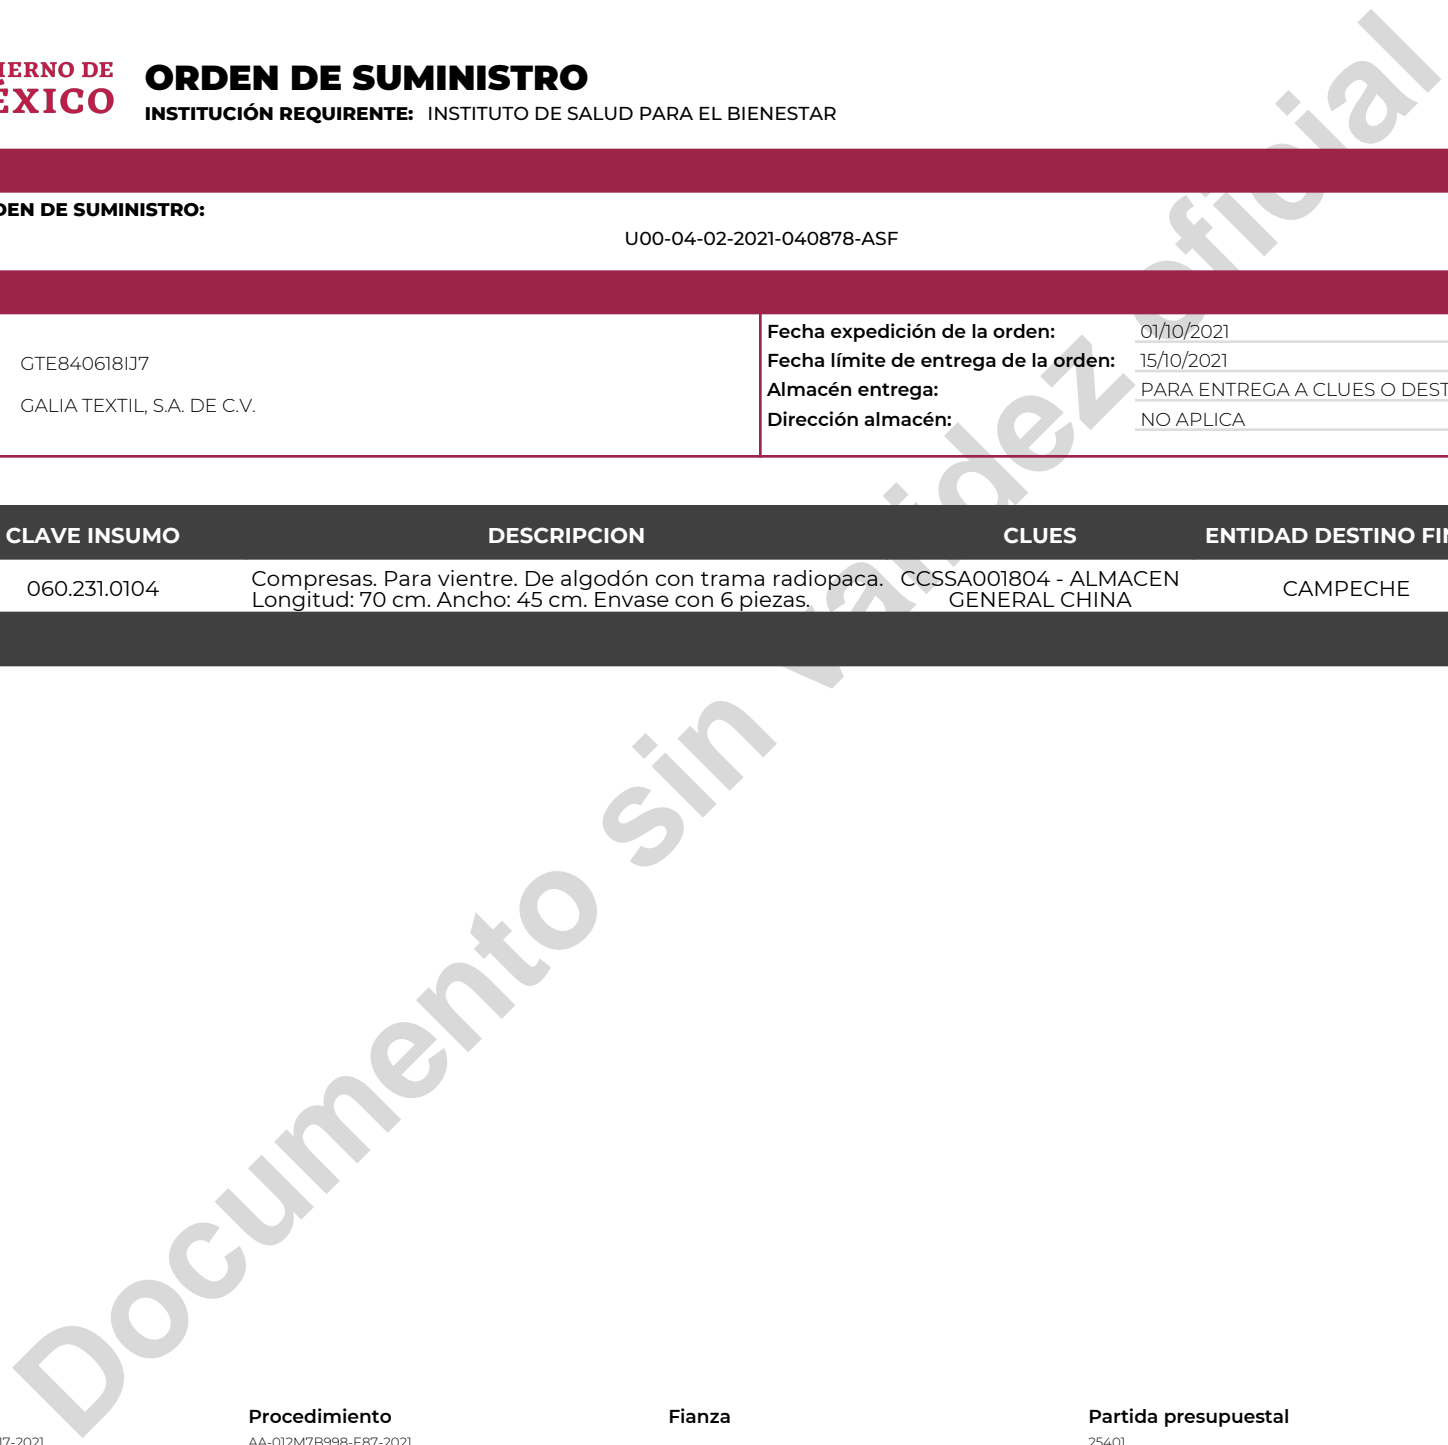 IERNO DE
ÉXICO
ORDEN DE SUMINISTRO
INSTITUCIÓN REQUIRENTE: INSTITUTO DE SALUD PARA EL BIENESTAR
DEN DE SUMINISTRO:
U00-04-02-2021-040878-ASF
GTE840618IJ7
GALIA TEXTIL, S.A. DE C.V.
Fecha expedición de la orden: 01/10/2021
Fecha límite de entrega de la orden: 15/10/2021
Almacén entrega: PARA ENTREGA A CLUES O DEST
Dirección almacén: NO APLICA
CLAVE INSUMO DESCRIPCION CLUES ENTIDAD DESTINO FIN
060.231.0104 Compresas. Para vientre. De algodón con trama radiopaca. Longitud: 70 cm. Ancho: 45 cm. Envase con 6 piezas. CCSSA001804 - ALMACEN GENERAL CHINA CAMPECHE
Documento sin validez oficial
Procedimiento Fianza Partida presupuestal
17-2021 AA-012M7B998-E87-2021 25401